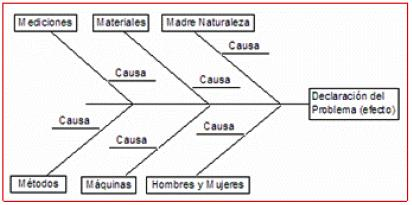 Mediciones
Materiales
Madre Naturaleza
Causa
Causa
Causa
Declaración del
Problema (efecto)
Causa
Causa
Causa
Métodos
Máquinas
Hombres y Mujeres